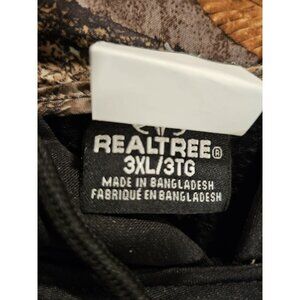 REALTREE®
3XL/3TG
MADE IN BANGLADESH
FABRIQUÉ EN BANGLADESH